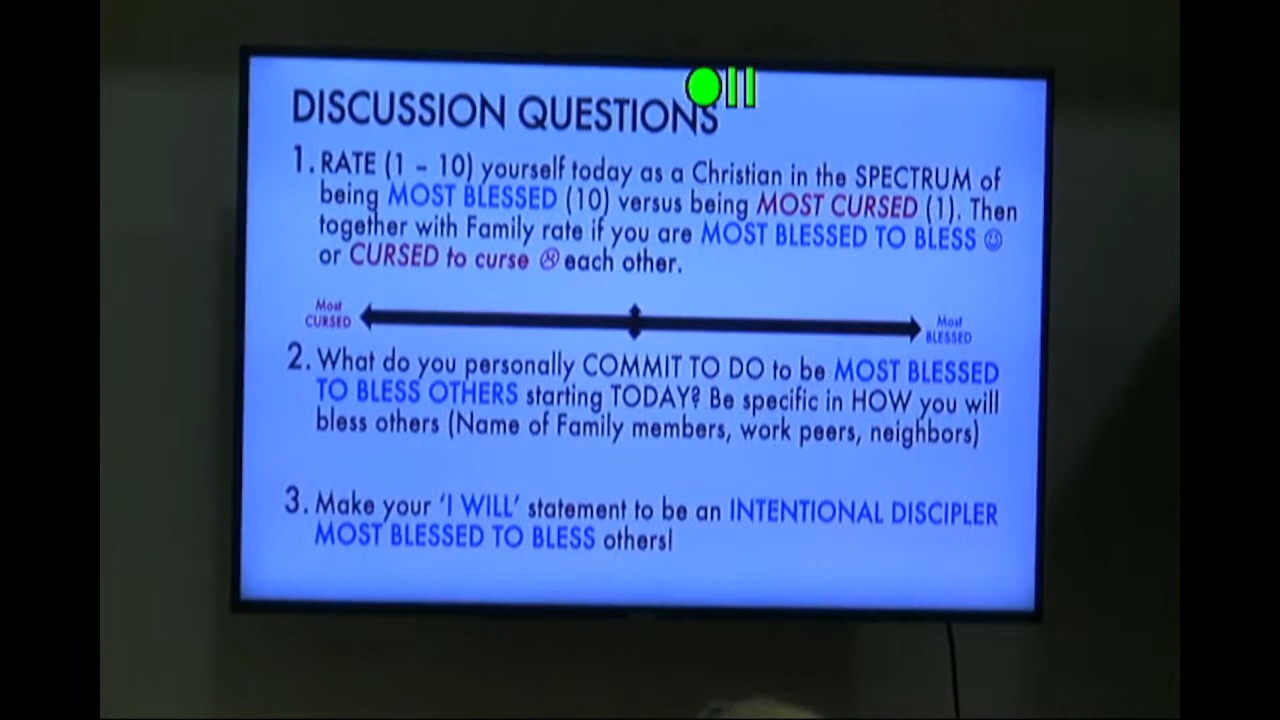 DISCUSSION QUESTIONS
1. RATE (1 – 10) yourself today as a Christian in the SPECTRUM of
being MOST BLESSED (10) versus being MOST CURSED (1). Then
together with Family rate if you are MOST BLESSED TO BLESS ☺
or CURSED to curse ☹ each other.
Most
CURSED
Most
BLESSED
2. What do you personally COMMIT TO DO to be MOST BLESSED
TO BLESS OTHERS starting TODAY? Be specific in HOW you will
bless others (Name of Family members, work peers, neighbors)
3. Make your ‘I WILL’ statement to be an INTENTIONAL DISCIPLER
MOST BLESSED TO BLESS others!